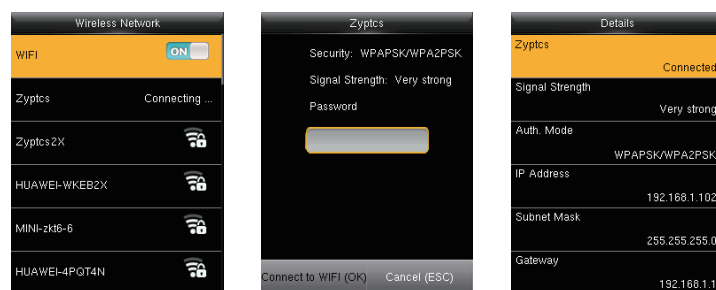 Wireless Network
WIFI
ON
Zyptcs
Connecting ...
Zyptcs2X
HUAWEI-WKEB2X
MINI-zkt6-6
HUAWEI-4PQT4N
Zyptcs
Security: WPAPSK/WPA2PSK
Signal Strength: Very strong
Password
Connect to WIFI (OK)
Cancel (ESC)
Details
Zyptcs
Connected
Signal Strength
Very strong
Auth. Mode
WPAPSK/WPA2PSK
IP Address
192.168.1.102
Subnet Mask
255.255.255.0
Gateway
192.168.1.1